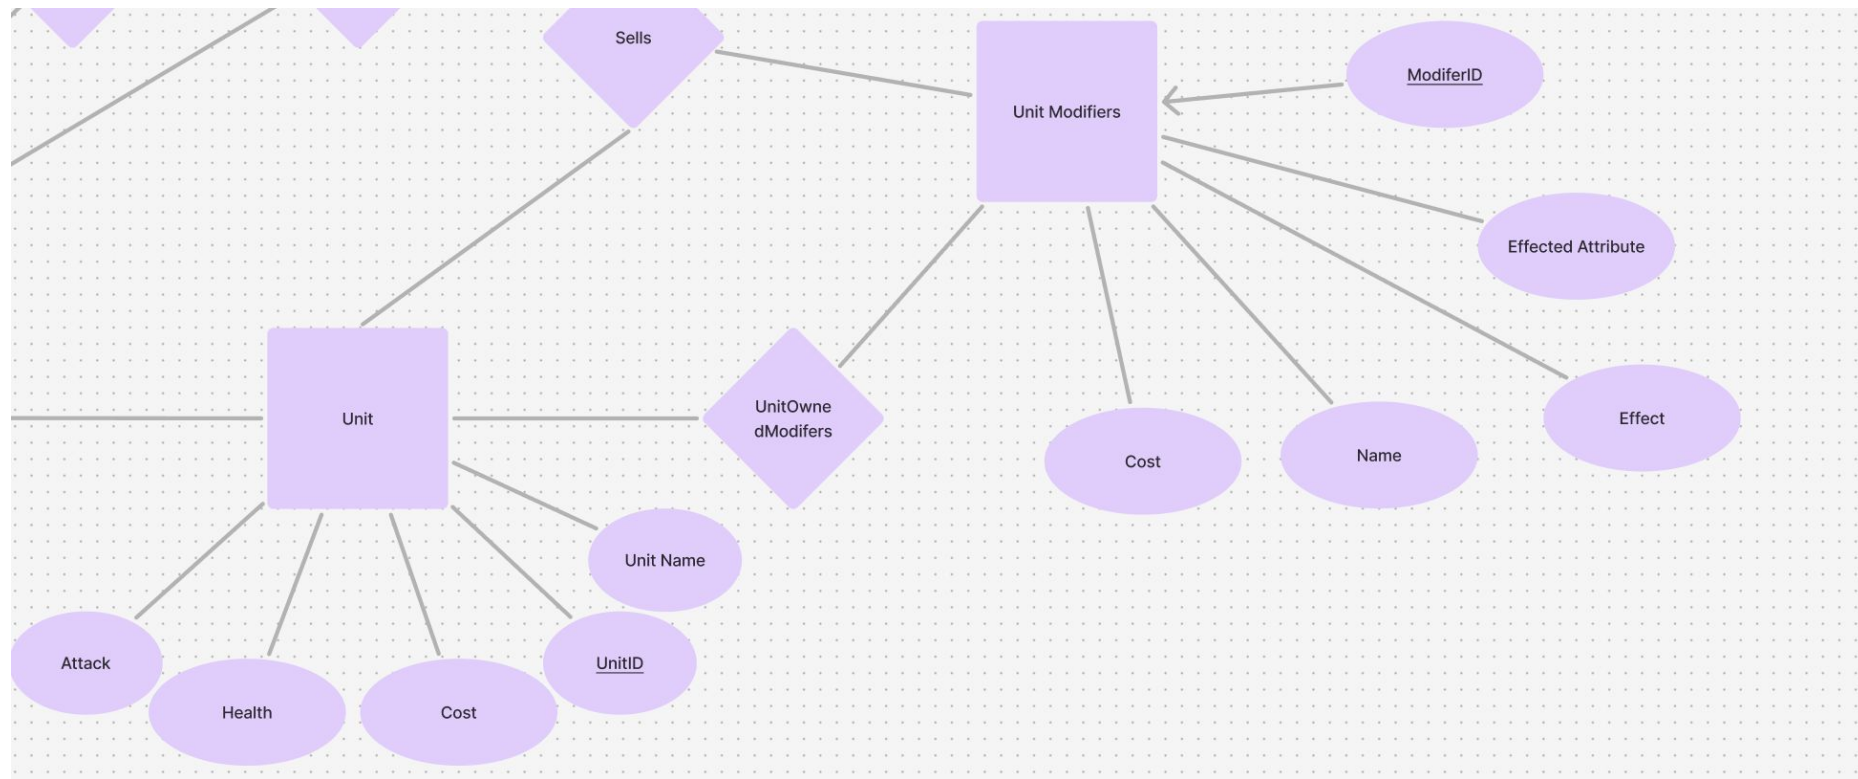 Sells
Unit Modifiers
ModiferID
Effected Attribute
Unit
UnitOwne
dModifers
Effect
Cost
Name
Unit Name
Attack
Health
Cost
UnitID